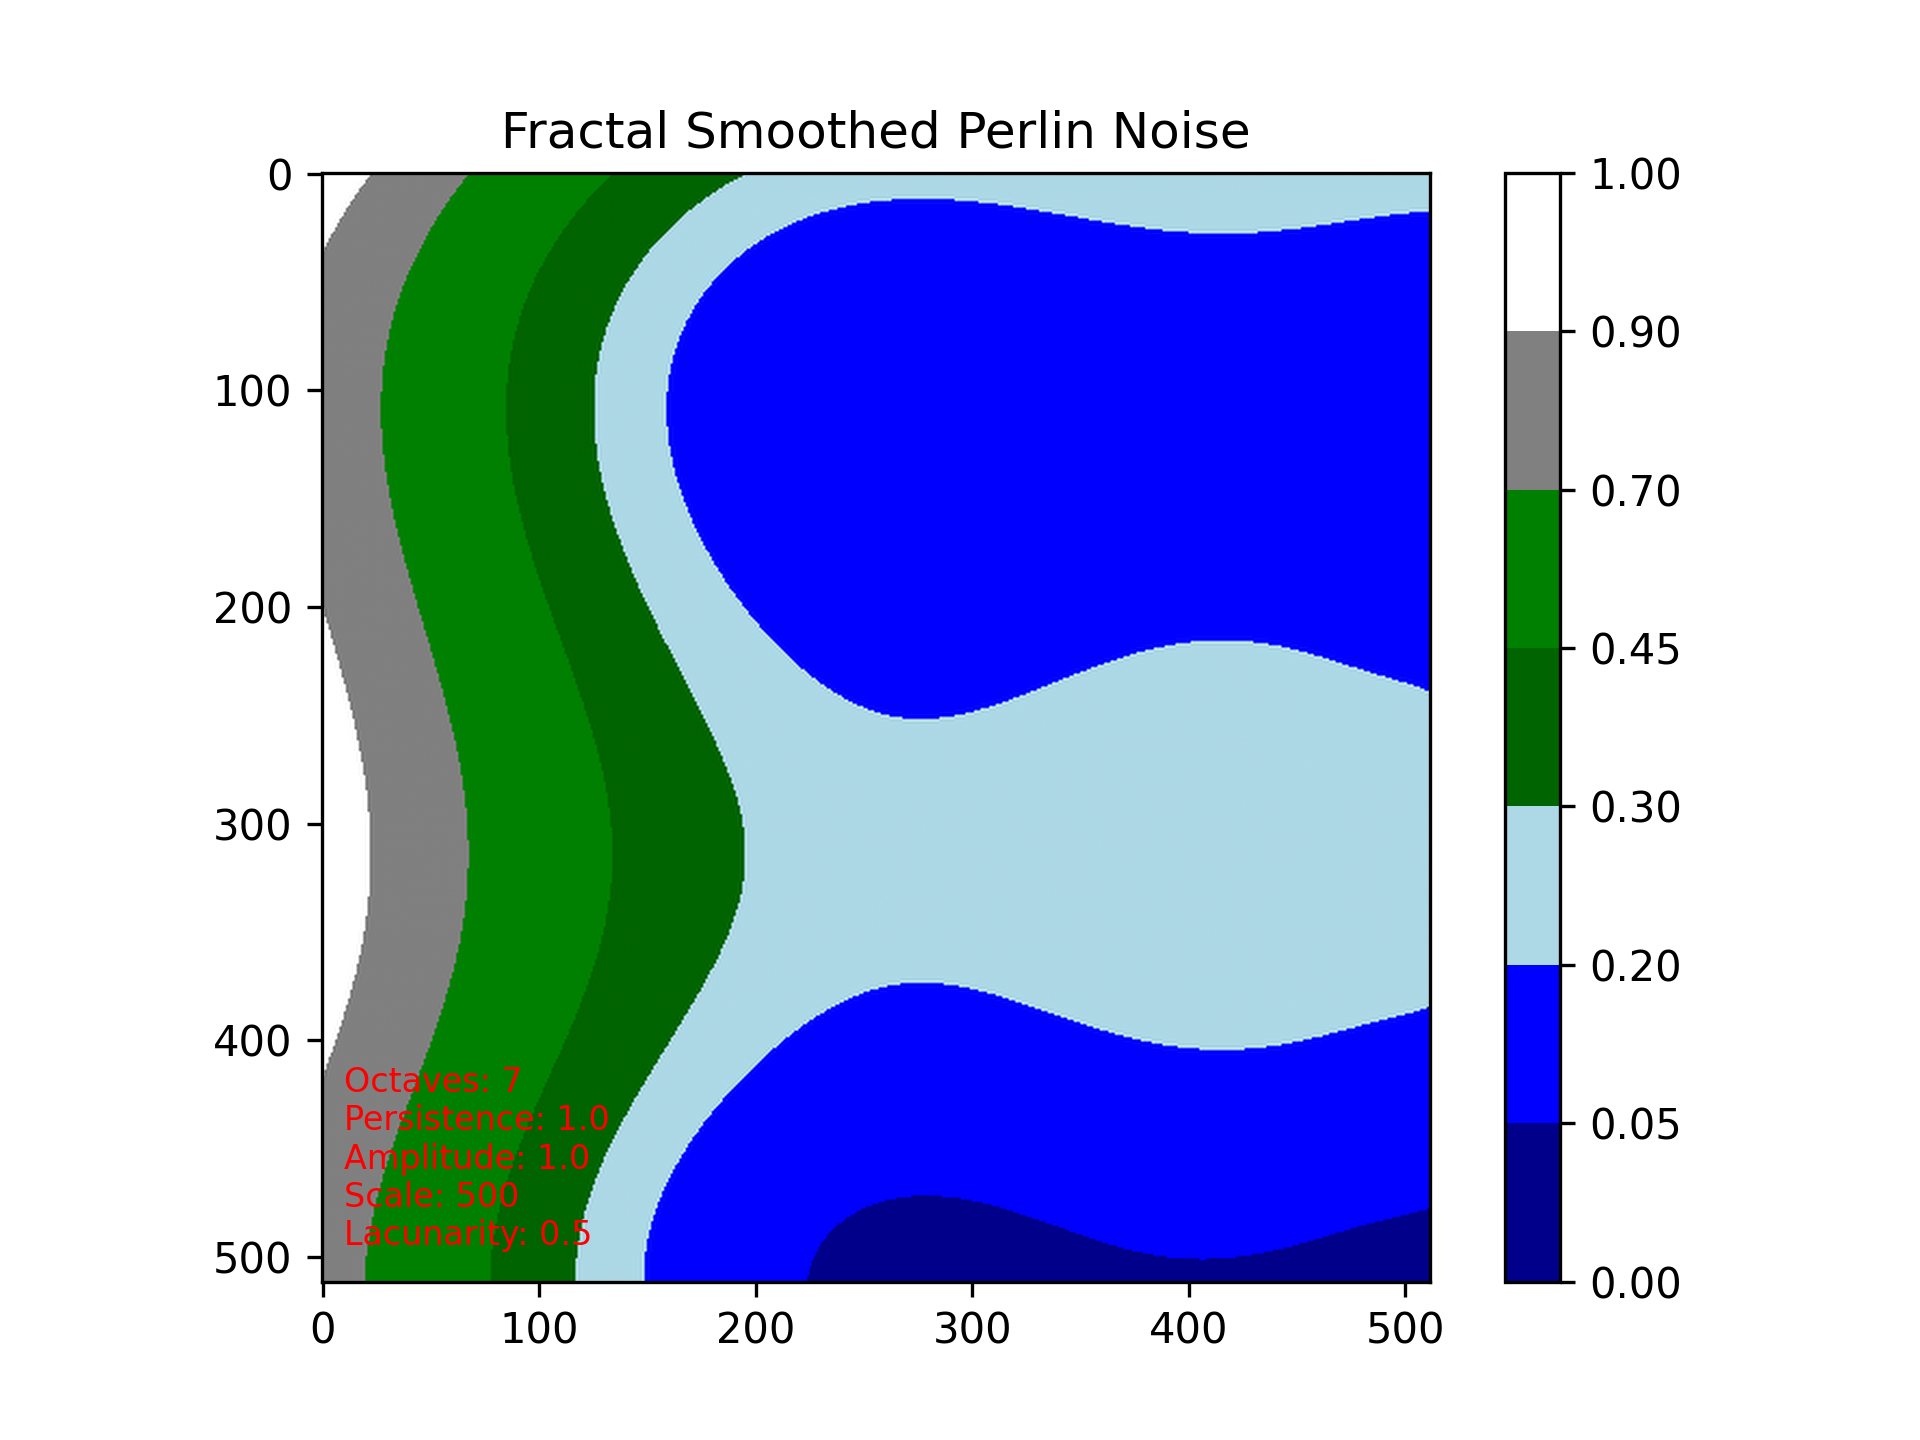 Fractal Smoothed Perlin Noise
0
100
200
300
400
500
0 100 200 300 400 500
Octaves: 7
Persistence: 1.0
Amplitude: 1.0
Scale: 500
Lacunarity: 0.5
1.00
0.90
0.70
0.45
0.30
0.20
0.05
0.00